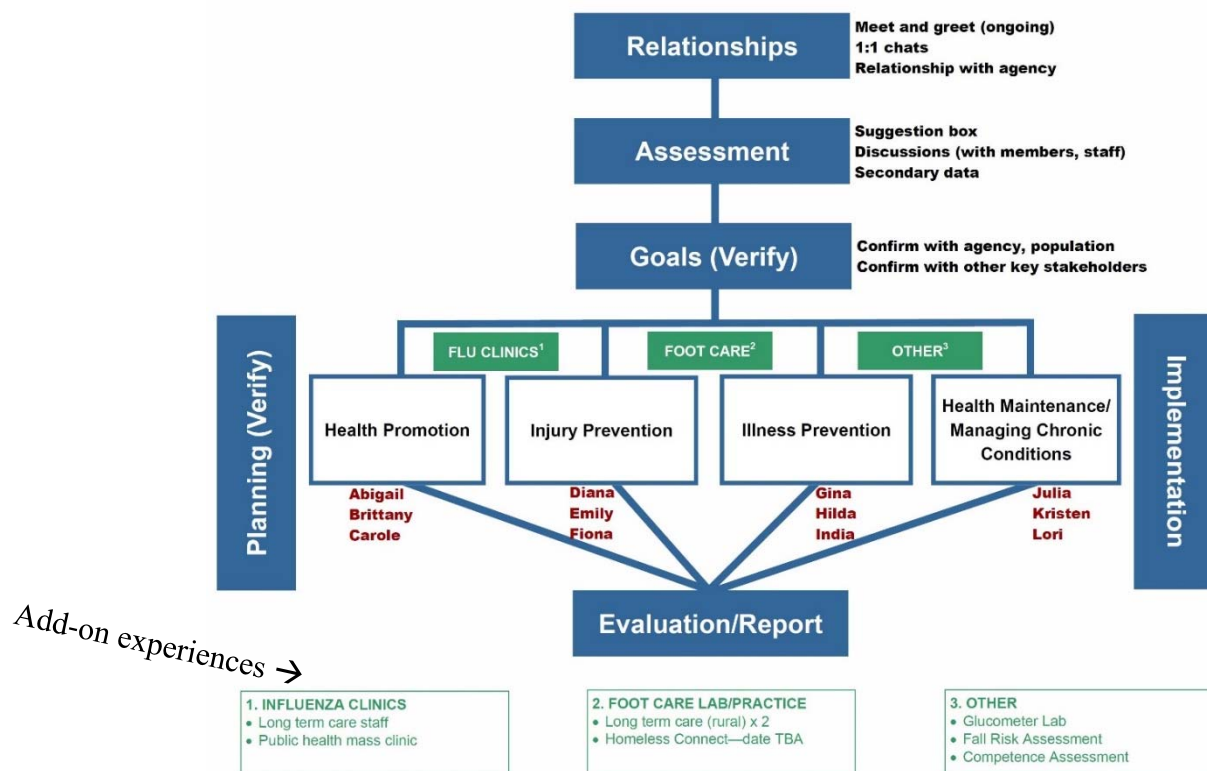 Relationships
Meet and greet (ongoing)
1:1 chats
Relationship with agency
Assessment
Suggestion box
Discussions (with members, staff)
Secondary data
Goals (Verify)
Confirm with agency, population
Confirm with other key stakeholders
Planning (Verify)
FLU CLINICS¹
FOOT CARE²
OTHER³
Implementation
Health Promotion
Injury Prevention
Illness Prevention
Health Maintenance/
Managing Chronic
Conditions
Abigail
Brittany
Carole
Diana
Emily
Fiona
Gina
Hilda
India
Julia
Kristen
Lori
Evaluation/Report
Add-on experiences →
1. INFLUENZA CLINICS
• Long term care staff
• Public health mass clinic
2. FOOT CARE LAB/PRACTICE
• Long term care (rural) x 2
• Homeless Connect—date TBA
3. OTHER
• Glucometer Lab
• Fall Risk Assessment
• Competence Assessment